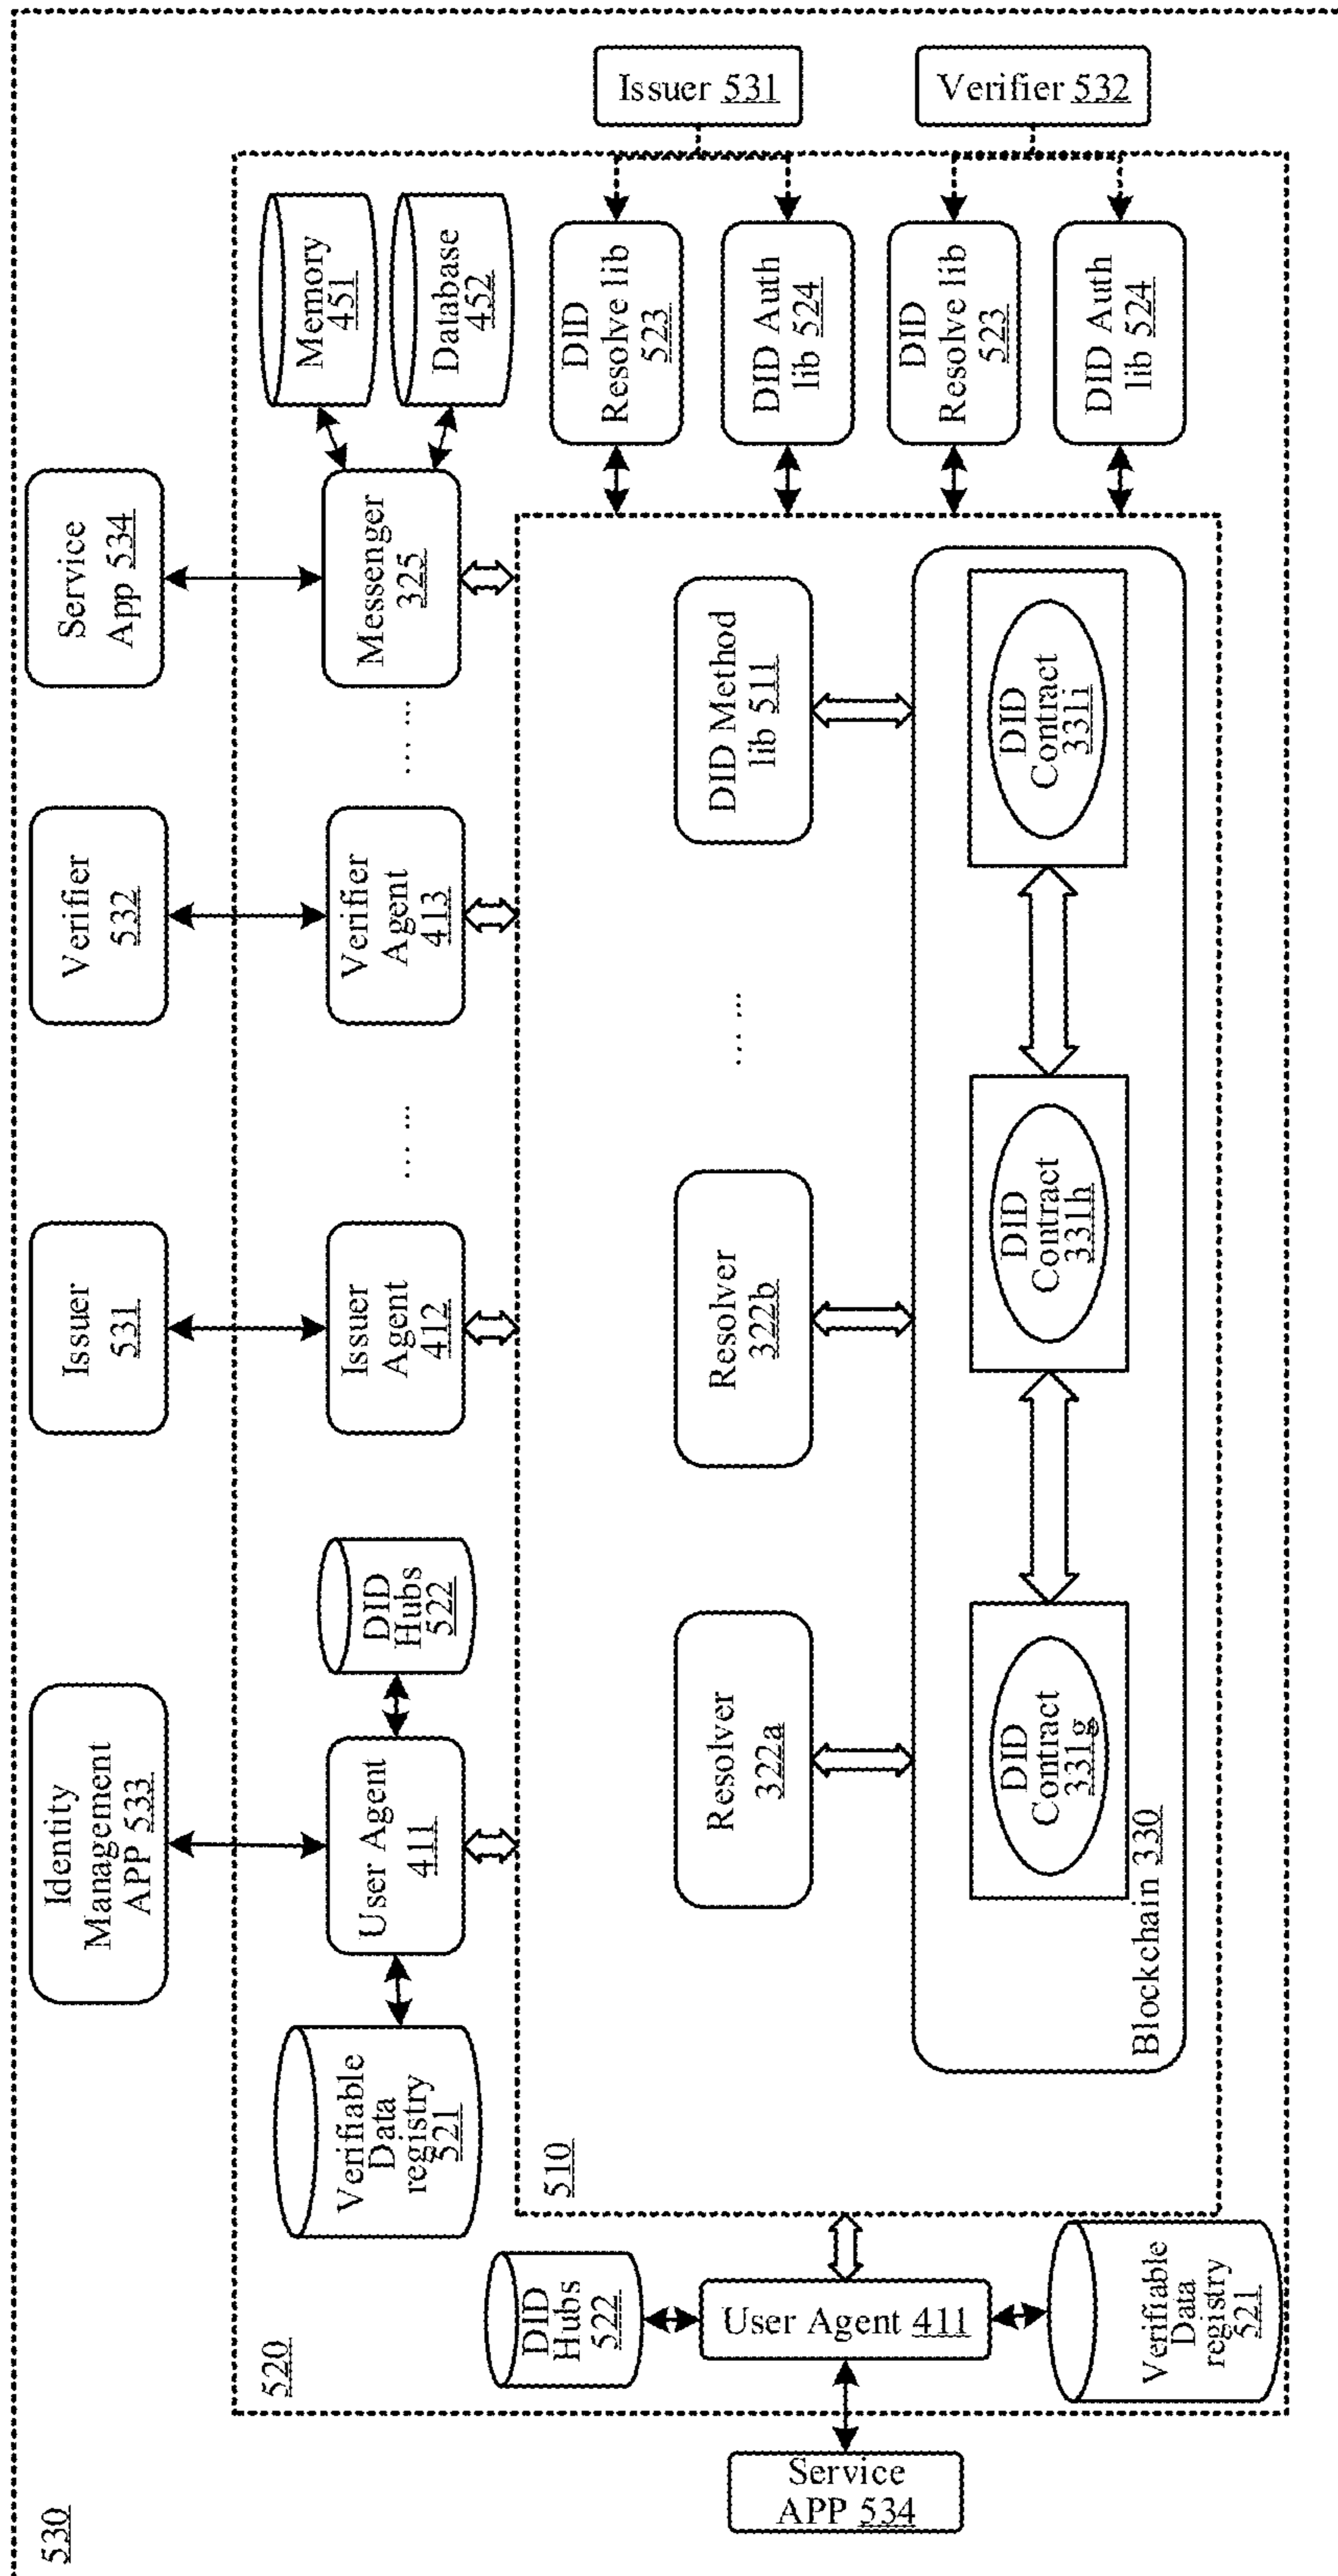 530
Identity
Management
APP 533
Issuer
531
Verifier
532
Service
App 534
520
Verifiable
Data
registry
521
User Agent
411
DID
Hubs
522
Issuer
Agent
412
... ...
Verifier
Agent
413
... ...
Messenger
325
Memory
451
Database
452
Service
APP 534
DID
Hubs
522
User Agent 411
Verifiable
Data
registry
521
510
Resolver
322a
Resolver
322b
... ...
DID Method
lib 511
DID
Contract
331g
DID
Contract
331h
DID
Contract
331i
Blockchain 330
DID
Resolve lib
523
DID Auth
lib 524
DID
Resolve lib
523
DID Auth
lib 524
Issuer 531
Verifier 532